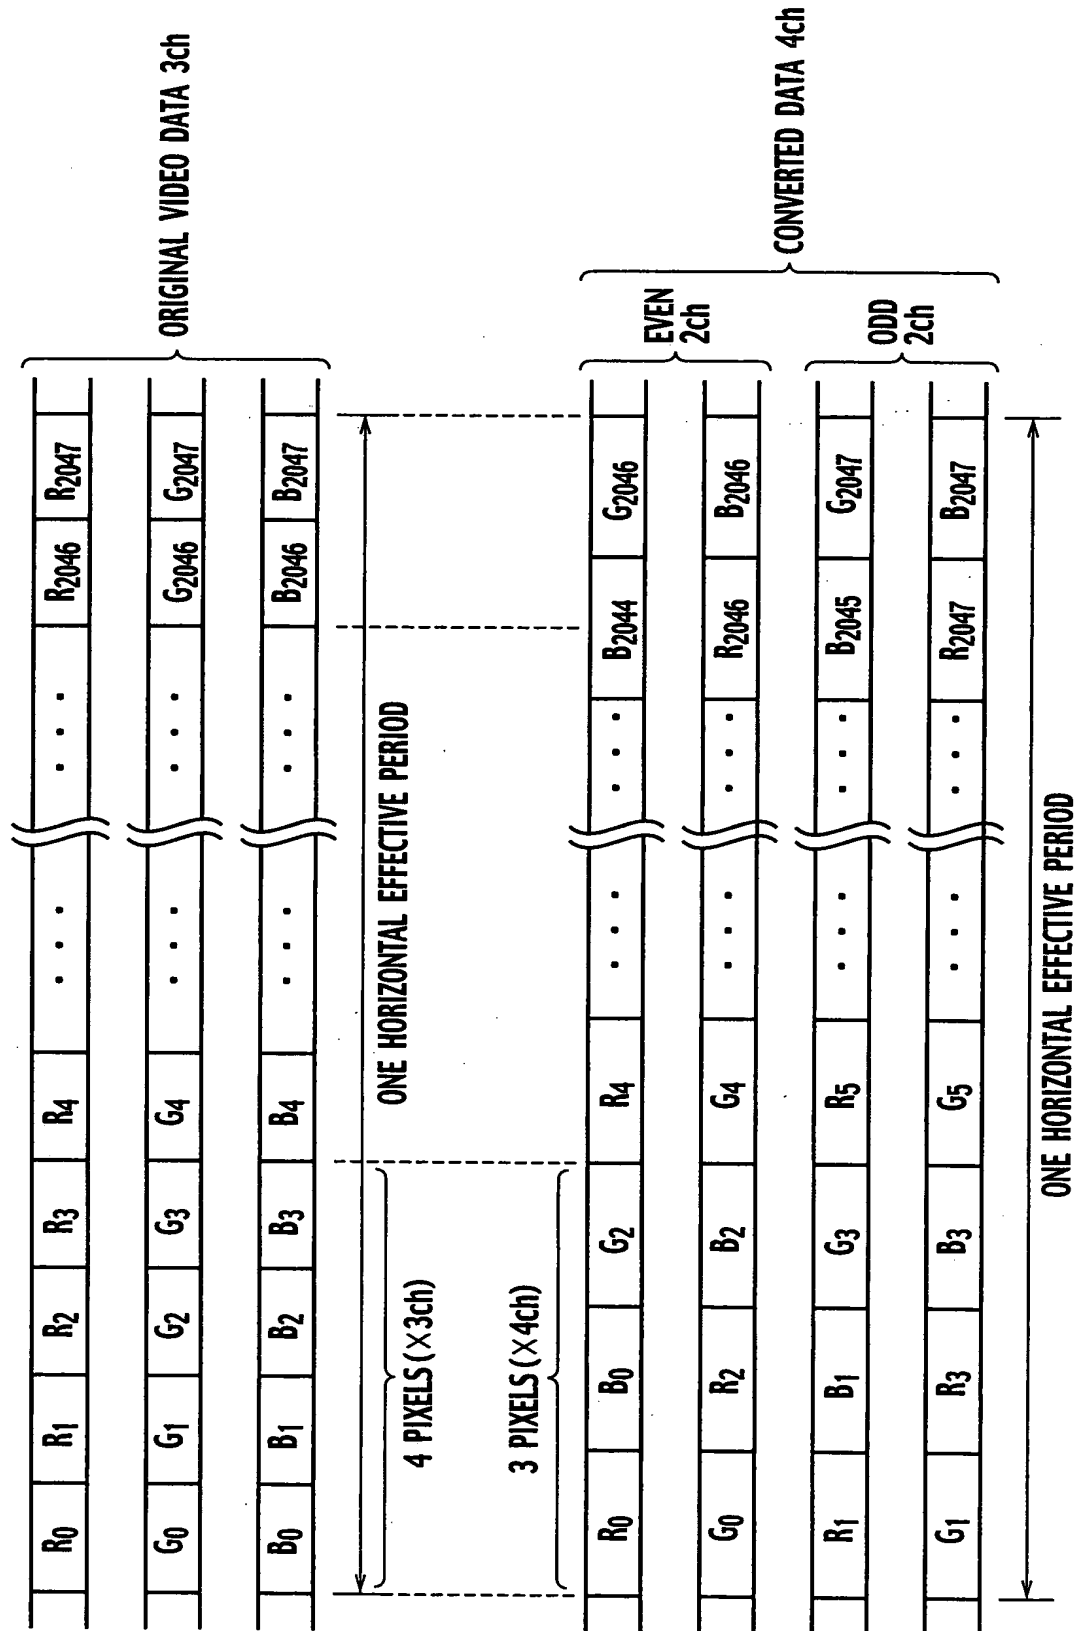 ORIGINAL VIDEO DATA 3ch
R0 R1 R2 R3 R4 ... ... R2046 R2047
G0 G1 G2 G3 G4 ... ... G2046 G2047
B0 B1 B2 B3 B4 ... ... B2046 B2047
ONE HORIZONTAL EFFECTIVE PERIOD
4 PIXELS (×3ch)
3 PIXELS (×4ch)
R0 B0 G2 R4 ... ... B2044 G2046
G0 R2 B2 G4 ... ... R2046 B2046
EVEN
2ch
R1 B1 G3 R5 ... ... B2045 G2047
G1 R3 B3 G5 ... ... R2047 B2047
ODD
2ch
CONVERTED DATA 4ch
ONE HORIZONTAL EFFECTIVE PERIOD